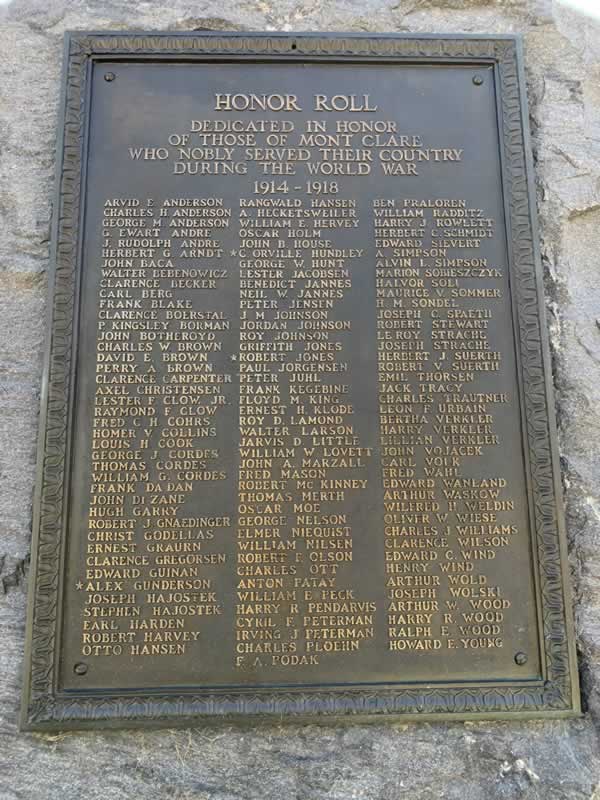 HONOR ROLL
DEDICATED IN HONOR
OF THOSE OF MONT CLARE
WHO NOBLY SERVED THEIR COUNTRY
DURING THE WORLD WAR
1914-1918
ARVID E ANDERSON
CHARLES H ANDERSON
GEORGE M ANDERSON
G EWART ANDRE
J. RUDOLPH ANDRE
HERBERT G ARNDT
JOHN BACA
WALTER BEBENOWICZ
CLARENCE BECKER
CARL BERG
FRANK BLAKE
CLARENCE BOERSTAL
P KINGSLEY BORMAN
JOHN BOTHEROYD
CHARLES W BROWN
DAVID E. BROWN
PERRY A BROWN
CLARENCE CARPENTER
AXEL CHRISTENSEN
LESTER F CLOW, JR.
RAYMOND F CLOW
FRED C H COHRS
HOMER V COLLINS
LOUIS H COOK
GEORGE J CORDES
THOMAS CORDES
WILLIAM G. CORDES
FRANK DADAN
JOHN DI ZANE
HUGH GARRY
ROBERT J GNAEDINGER
CHRIST GODELLAS
ERNEST GRAURN
CLARENCE GREGORSEN
EDWARD GUINAN
*ALEX GUNDERSON
JOSEPH HAJOSTEK
STEPHEN HAJOSTEK
EARL HARDEN
ROBERT HARVEY
OTTO HANSEN
RANGWALD HANSEN
A. HECKETSWEILER
WILLIAM E HERVEY
OSCAR HOLM
JOHN B. HOUSE
*C. ORVILLE HUNDLEY
GEORGE W. HUNT
LESTER JACOBSEN
BENEDICT JANNES
NEIL W. JANNES
PETER JENSEN
J M JOHNSON
JORDAN JOHNSON
ROY JOHNSON
GRIFFITH JONES
*ROBERT JONES
PAUL JORGENSEN
PETER JUHL
FRANK KEGEBINE
FLOYD M. KING
ERNEST H. KLODE
ROY D. LAMOND
WALTER LARSON
JARVIS D. LITTLE
WILLIAM W LOVETT
JOHN A. MARZALL
FRED MASON
ROBERT MC KINNEY
THOMAS MERTH
OSCAR MOE
GEORGE NELSON
ELMER NIEQUIST
WILLIAM NILSEN
ROBERT F OLSON
CHARLES OTT
ANTON PATAY
WILLIAM E PECK
HARRY R PENDARVIS
CYRIL F. PETERMAN
IRVING J PETERMAN
CHARLES PLOEHN
F. A. PODAK
BEN PRALOREN
WILLIAM RADDITZ
HARRY J ROWLETT
HERBERT C. SCHMIDT
EDWARD SIEVERT
A. SIMPSON
ALVIN L. SIMPSON
MARION SOBIESZCZYK
HALVOR SOLI
MAURICE V SOMMER
H. M. SONDEL
JOSEPH C. SPAETH
ROBERT STEWART
LE ROY STRACHE
JOSEPH STRACHE
HERBERT J SUERTH
ROBERT V SUERTH
EMIL THORSEN
JACK TRACY
CHARLES TRAUTNER
LEON F URBAIN
BERTHA VERKLER
HARRY VERKLER
LILLIAN VERKLER
JOHN VOJACEK
CARL VOLK
FRED WAHL
EDWARD WANLAND
ARTHUR WASKOW
WILFRED H WELDIN
OLIVER W WIESE
CHARLES J WILLIAMS
CLARENCE WILSON
EDWARD C. WIND
HENRY WIND
ARTHUR WOLD
JOSEPH WOLSKI
ARTHUR W. WOOD
HARRY R. WOOD
RALPH E WOOD
HOWARD E. YOUNG